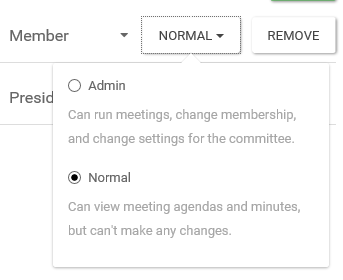 Member NORMAL REMOVE
Presid
Admin
Can run meetings, change membership,
and change settings for the committee.
Normal
Can view meeting agendas and minutes,
but can't make any changes.